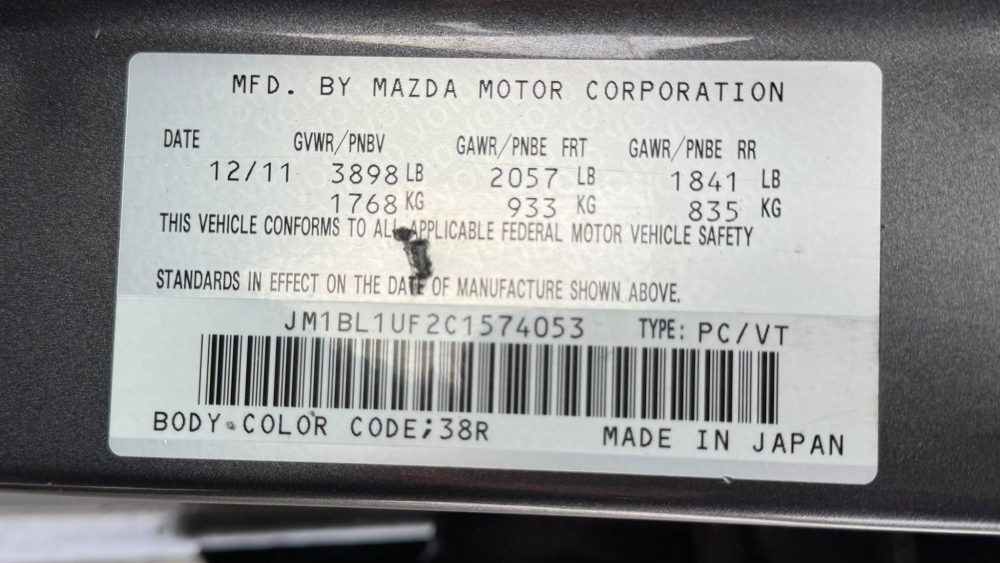 MFD. BY MAZDA MOTOR CORPORATION
DATE GVWR/PNBV GAWR/PNBE FRT GAWR/PNBE RR
12/11 3898 LB 2057 LB 1841 LB
1768 KG 933 KG 835 KG
THIS VEHICLE CONFORMS TO ALL APPLICABLE FEDERAL MOTOR VEHICLE SAFETY
STANDARDS IN EFFECT ON THE DATE OF MANUFACTURE SHOWN ABOVE.
JM1BL1UF2C1574053 TYPE: PC/VT
BODY COLOR CODE;38R MADE IN JAPAN